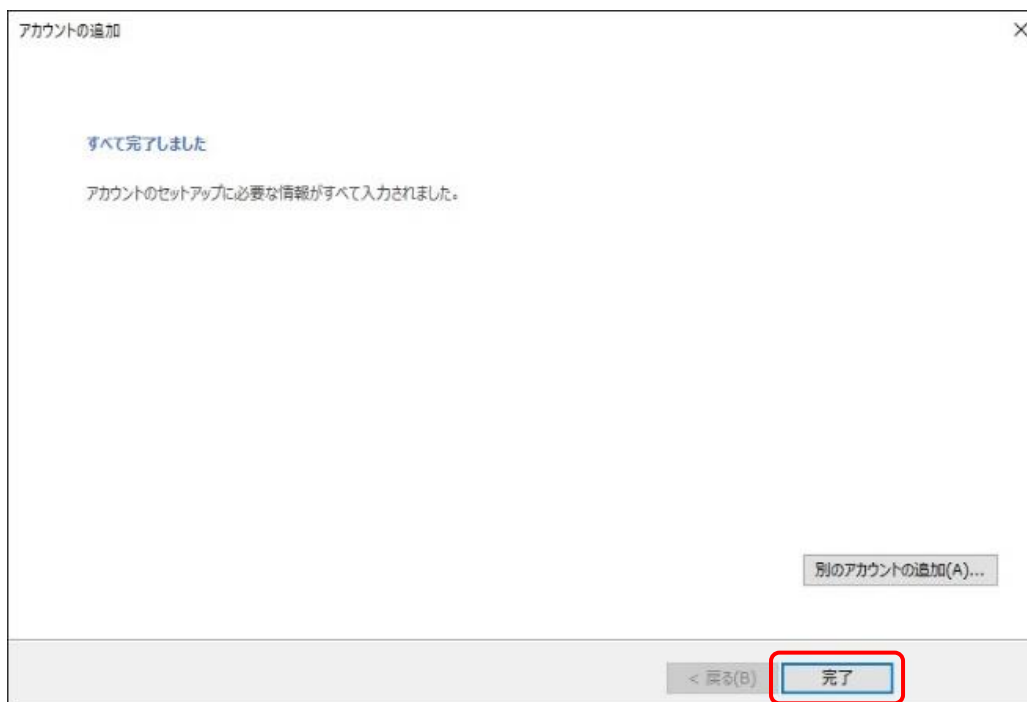 アカウントの追加
すべて完了しました
アカウントのセットアップに必要な情報がすべて入力されました。
別のアカウントの追加(A)...
< 戻る(B)
完了